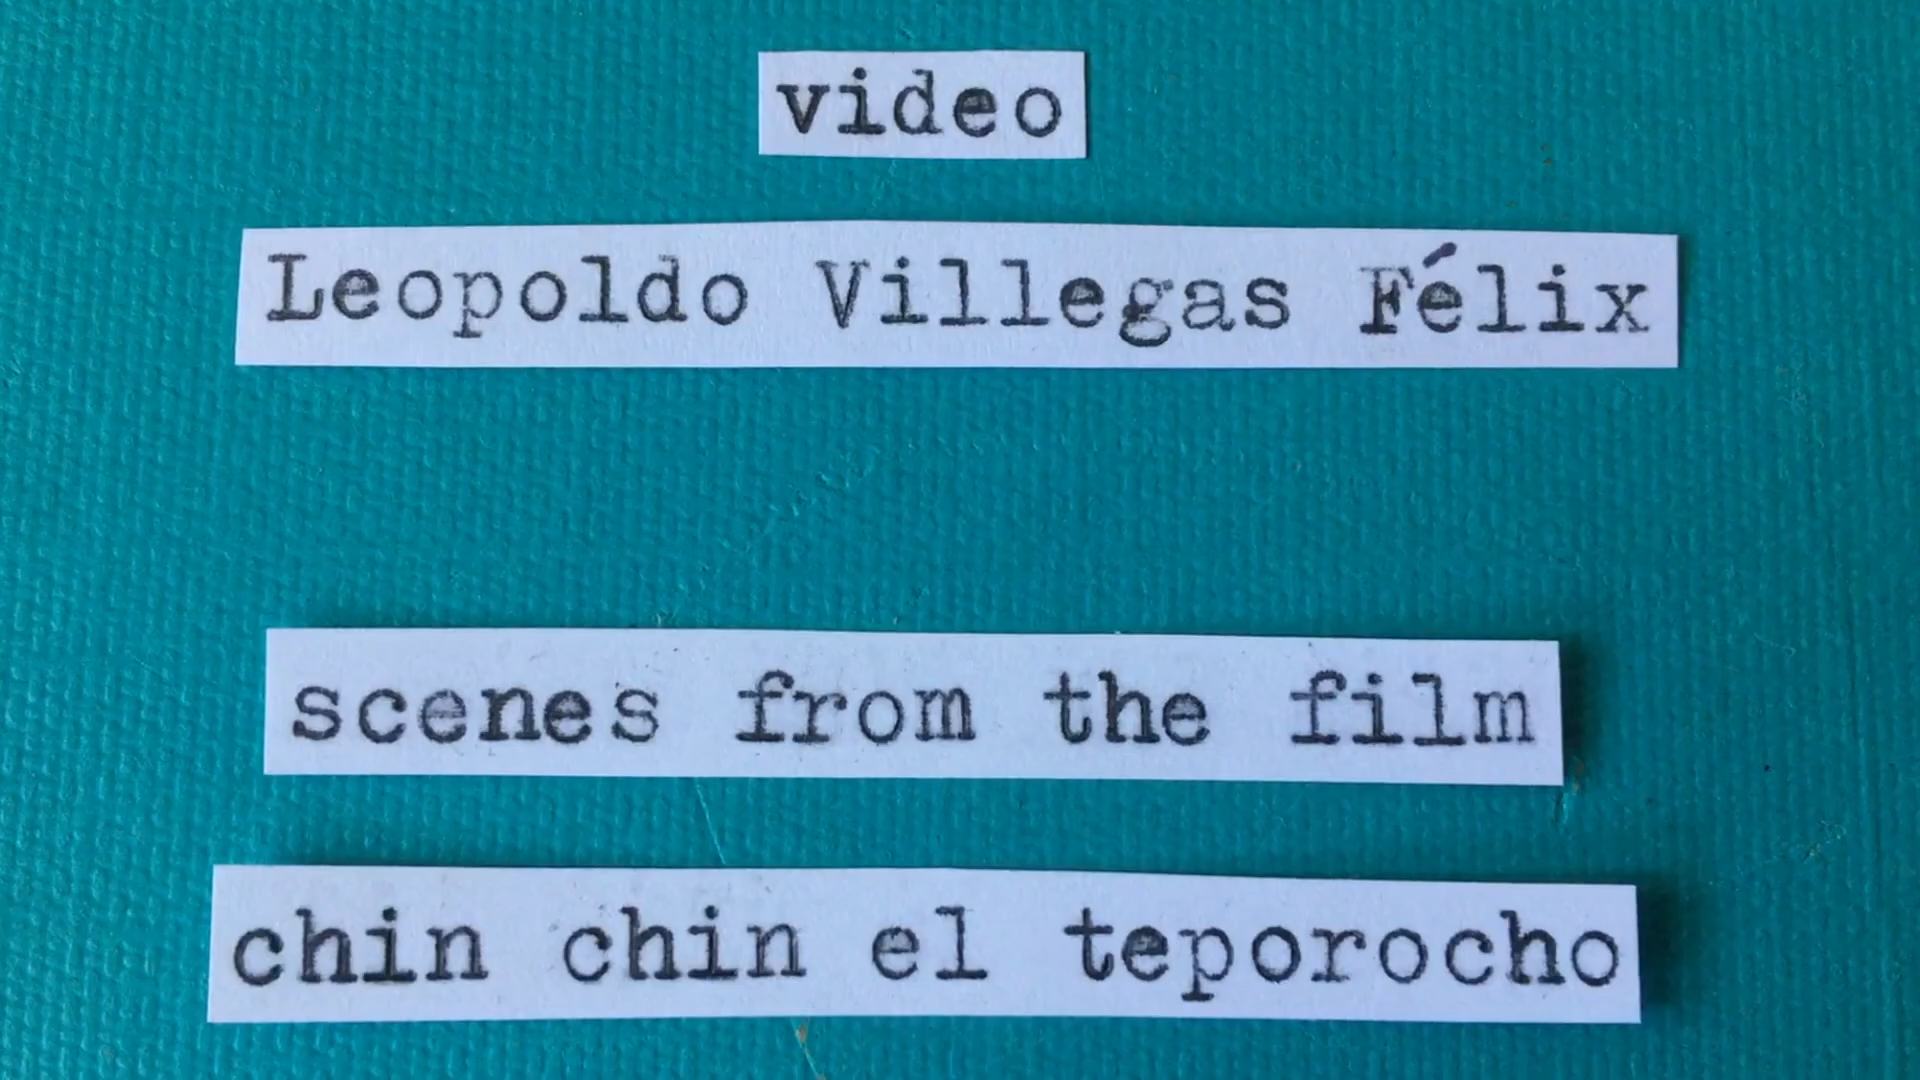 video
Leopoldo Villegas Félix
scenes from the film
chin chin el teporocho